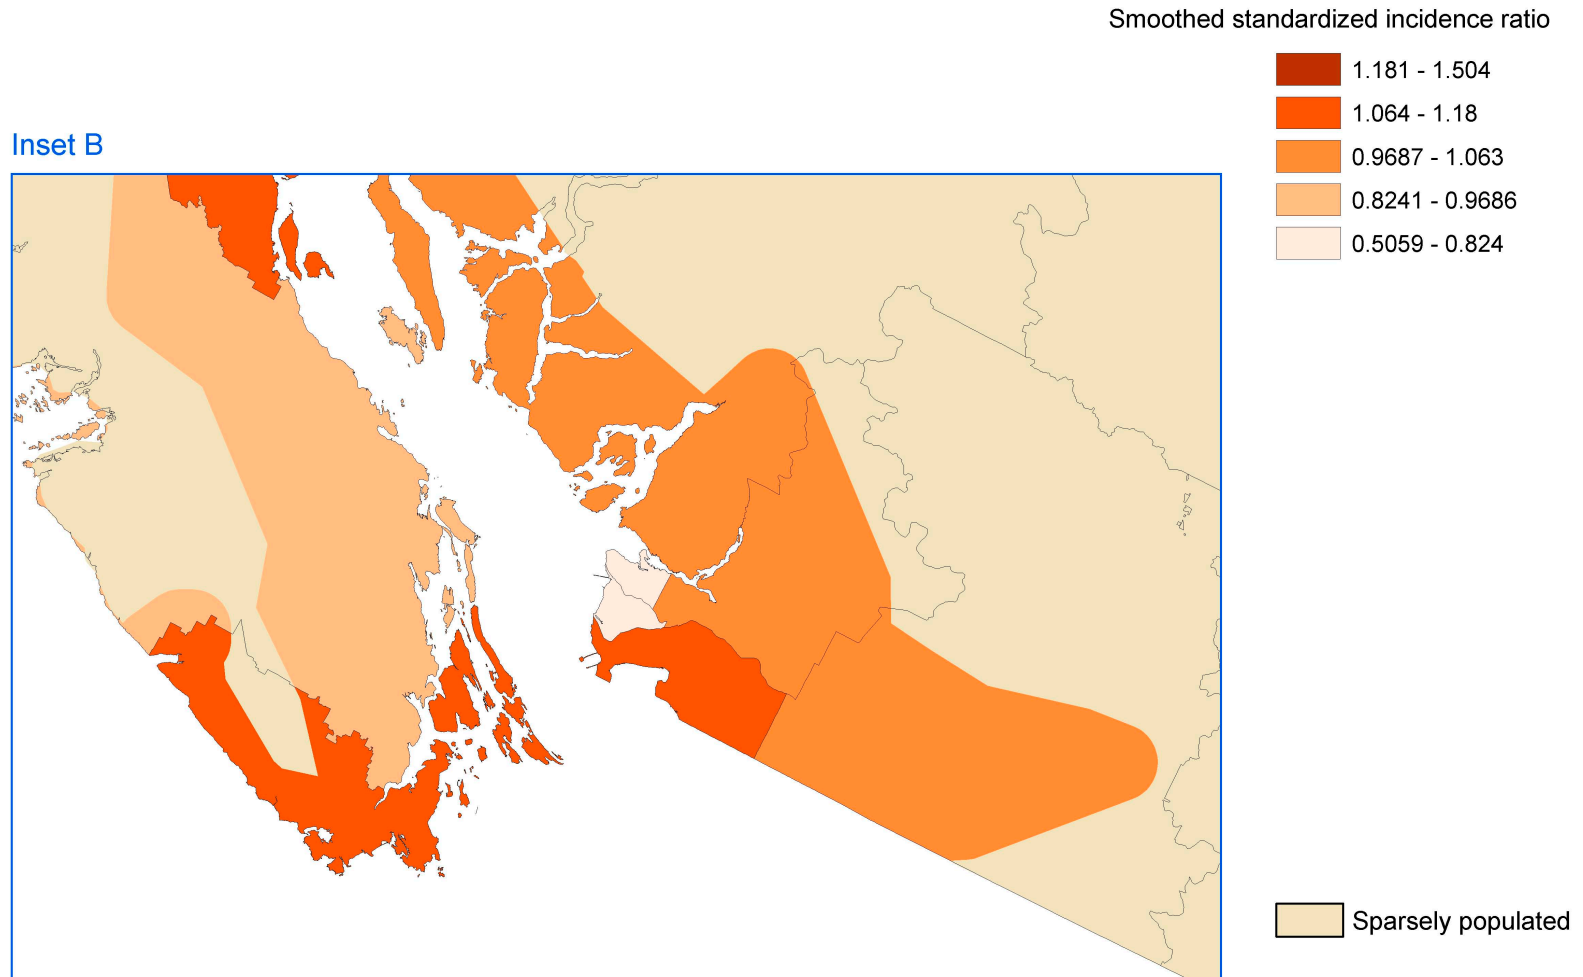 Smoothed standardized incidence ratio
1.181 - 1.504
1.064 - 1.18
0.9687 - 1.063
0.8241 - 0.9686
0.5059 - 0.824
Inset B
Sparsely populated